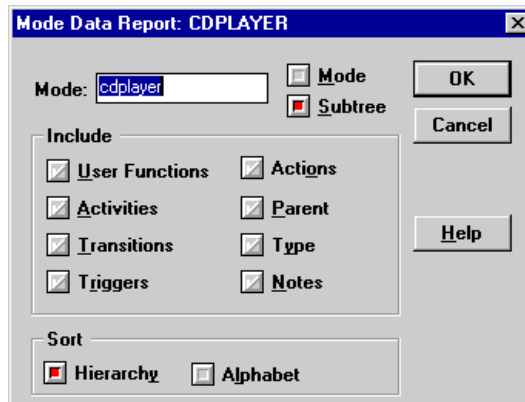 Mode Data Report: CDPLAYER
Mode: cdplayer
Mode
Subtree
OK
Cancel
Help
Include
User Functions
Actions
Activities
Parent
Transitions
Type
Triggers
Notes
Sort
Hierarchy
Alphabet